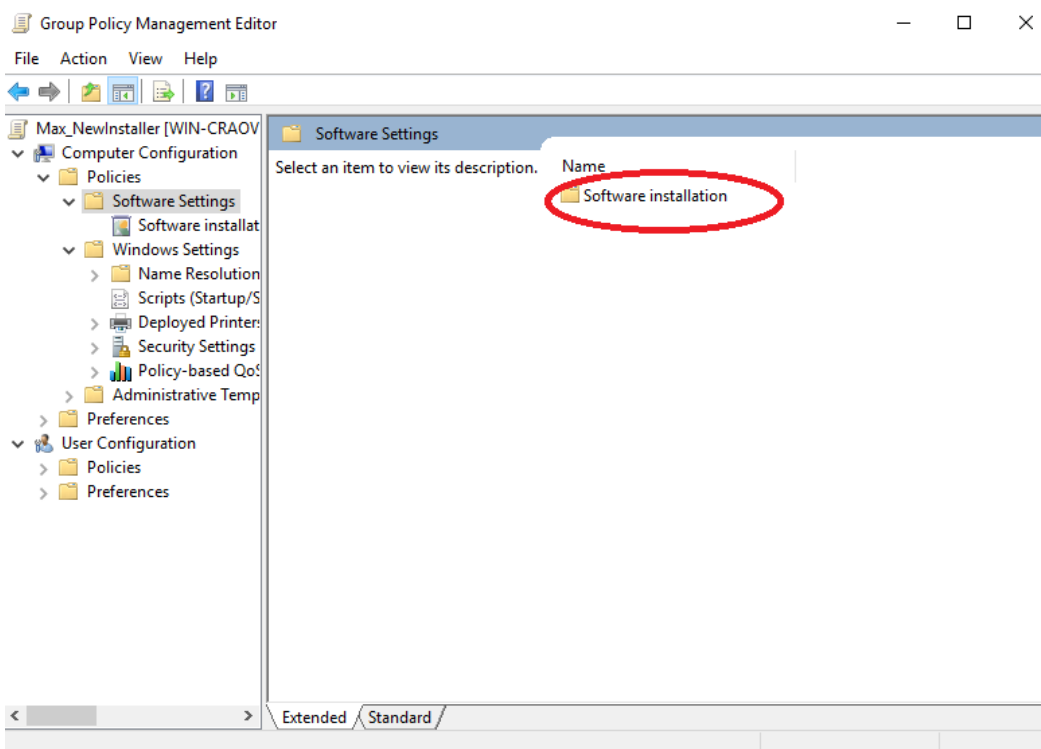 Group Policy Management Editor
File Action View Help
Max_NewInstaller [WIN-CRAOV
Computer Configuration
Policies
Software Settings
Software installat
Windows Settings
Name Resolution
Scripts (Startup/S
Deployed Printer:
Security Settings
Policy-based QoS
Administrative Temp
Preferences
User Configuration
Policies
Preferences
Software Settings
Select an item to view its description.
Name
Software installation
Extended Standard